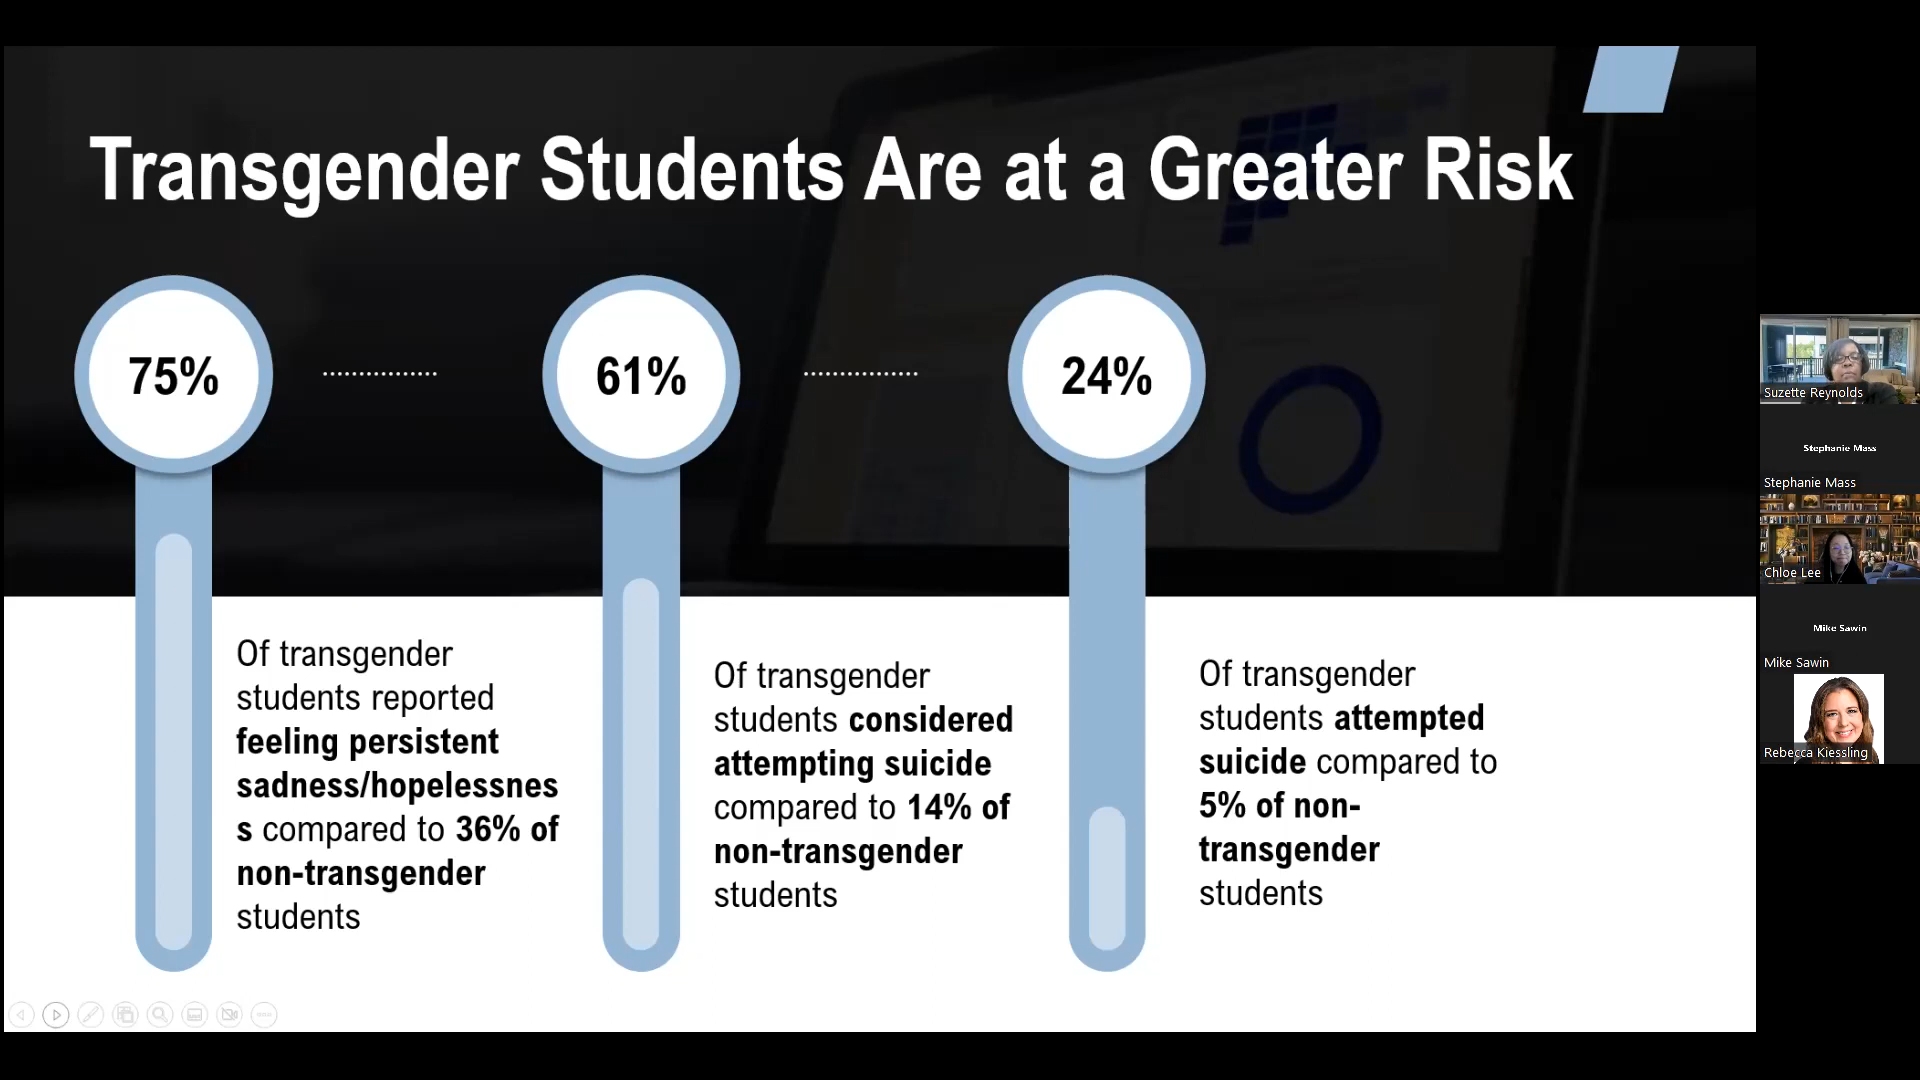 Transgender Students Are at a Greater Risk
75%
61%
24%
Of transgender
students reported
feeling persistent
sadness/hopelessnes
s compared to 36% of
non-transgender
students
Of transgender
students considered
attempting suicide
compared to 14% of
non-transgender
students
Of transgender
students attempted
suicide compared to
5% of non-
transgender
students
Suzette Reynolds
Stephanie Mass
Stephanie Mass
Chloe Lee
Mike Sawin
Mike Sawin
Rebecca Kiessling